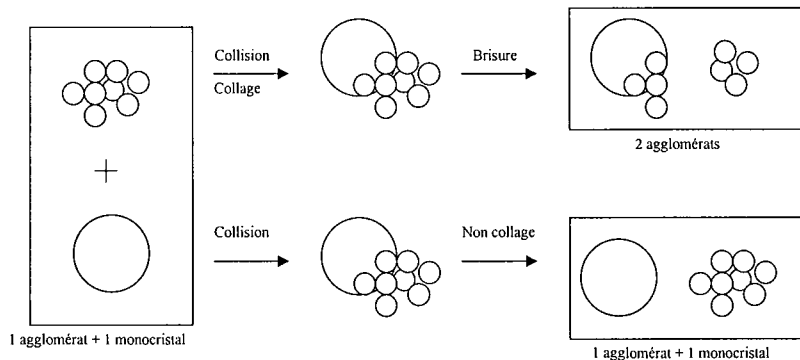 Collision
Collage
Brisure
2 agglomérats
+
Collision
Non collage
1 agglomérat + 1 monocristal
1 agglomérat + 1 monocristal